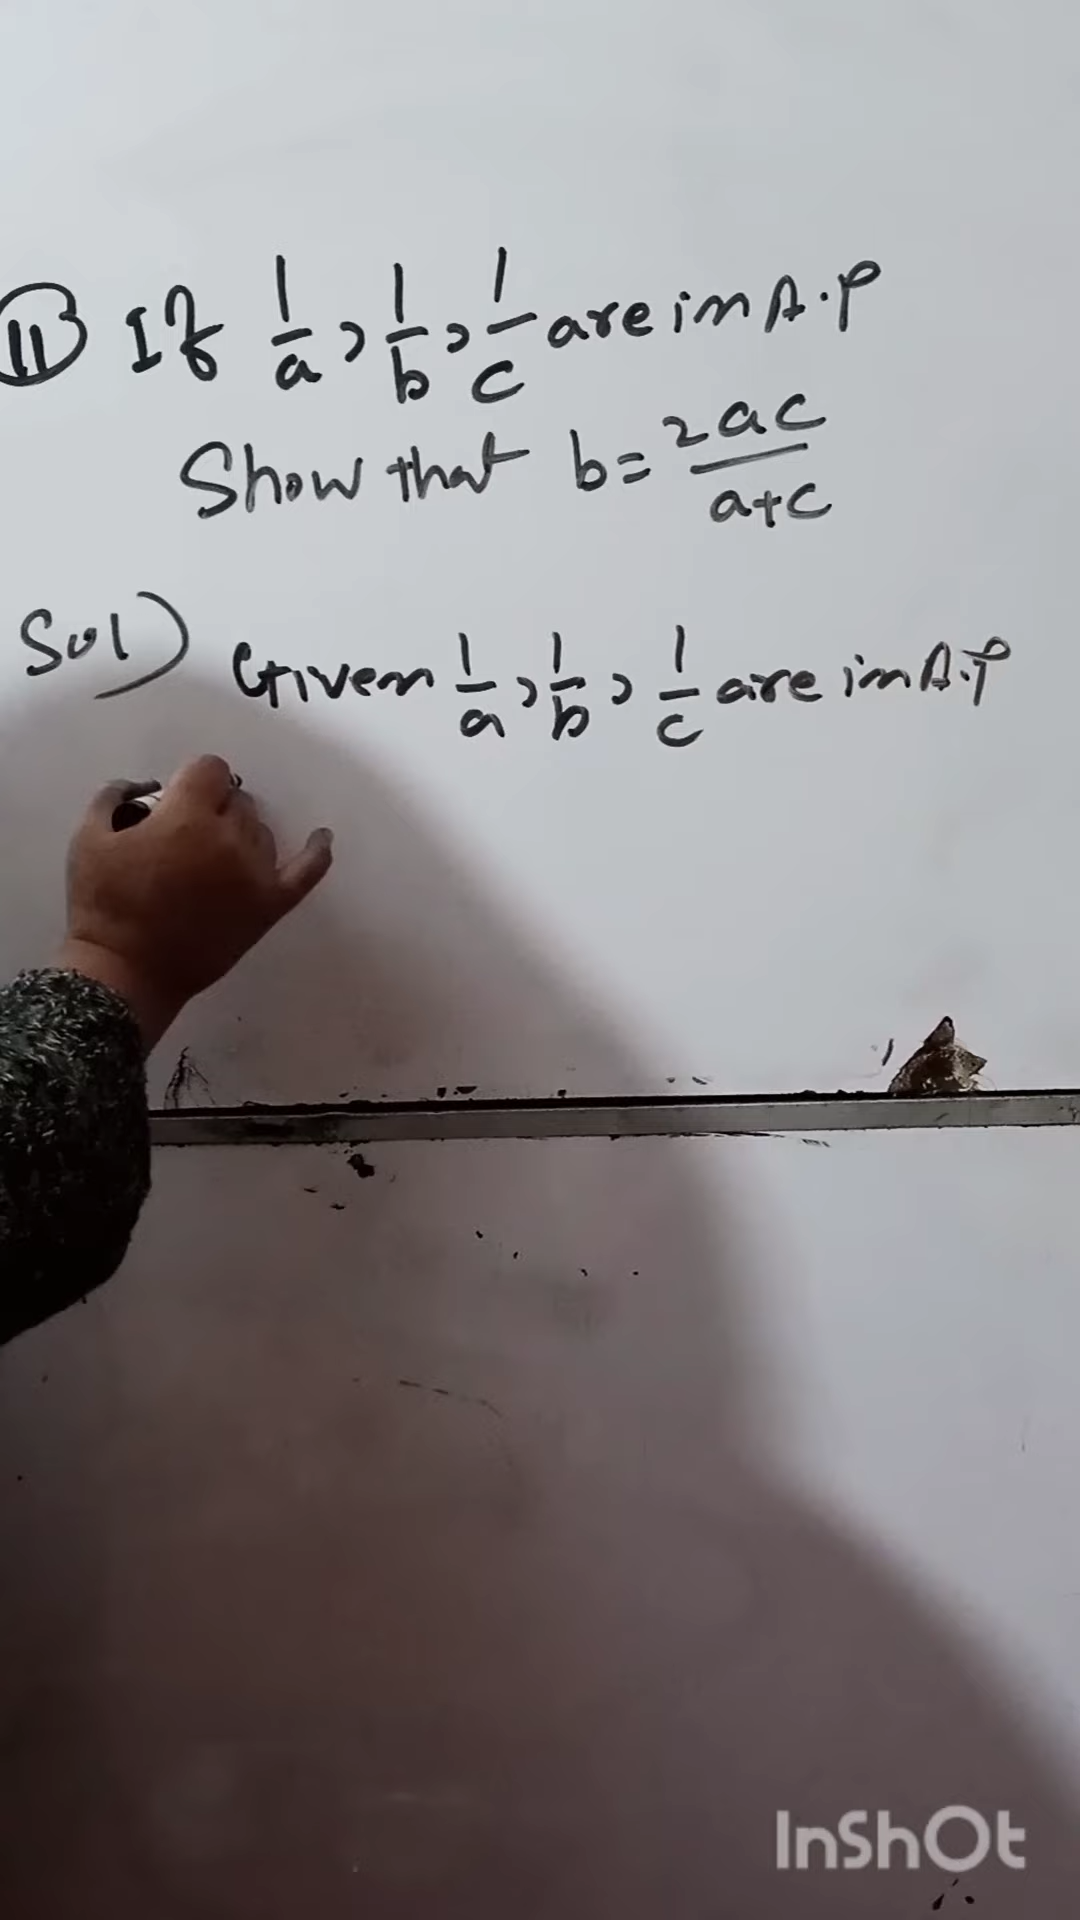 11 If 1/a, 1/b, 1/c are in A.P
Show that b = 2ac/a+c
Sol) Given 1/a, 1/b, 1/c are in A.P
InShOt